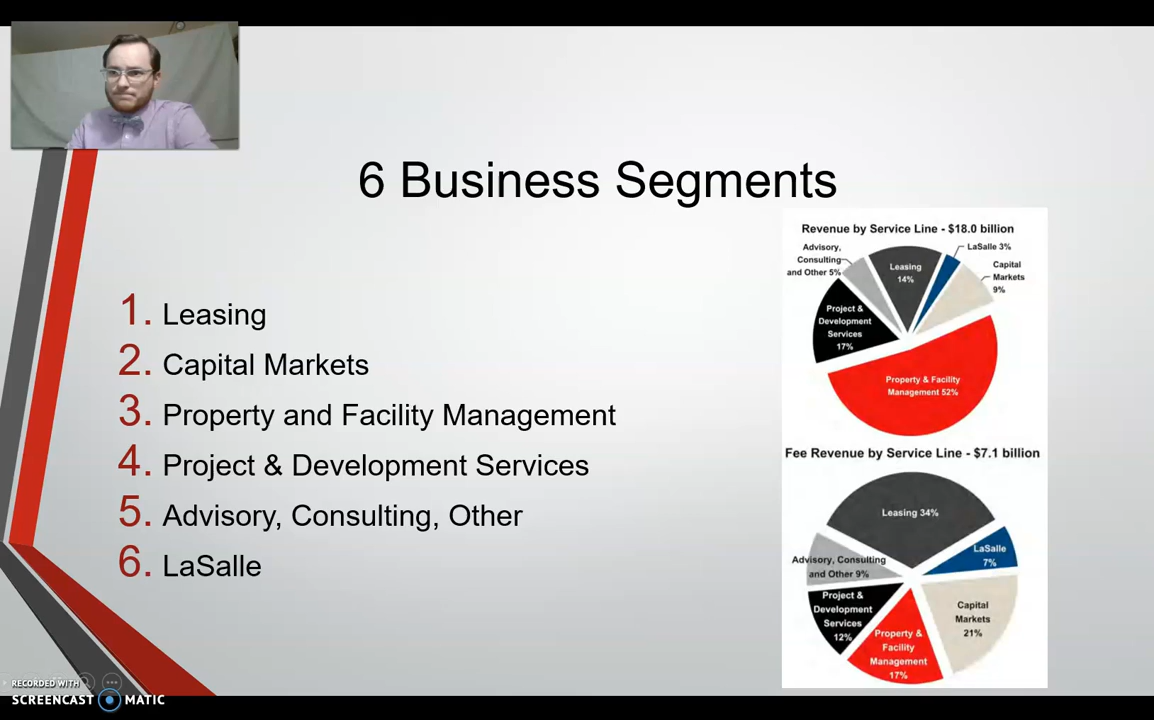 6 Business Segments
1. Leasing
2. Capital Markets
3. Property and Facility Management
4. Project & Development Services
5. Advisory, Consulting, Other
6. LaSalle
Revenue by Service Line - $18.0 billion
Advisory,
Consulting
and Other 5%
Leasing
14%
LaSalle 3%
Capital
Markets
9%
Project &
Development
Services
17%
Property & Facility
Management 52%
Fee Revenue by Service Line - $7.1 billion
Leasing 34%
LaSalle
7%
Advisory, Consulting
and Other 9%
Capital
Markets
21%
Project &
Development
Services
12%
Property &
Facility
Management
17%
RECORDED WITH
SCREENCAST MATIC